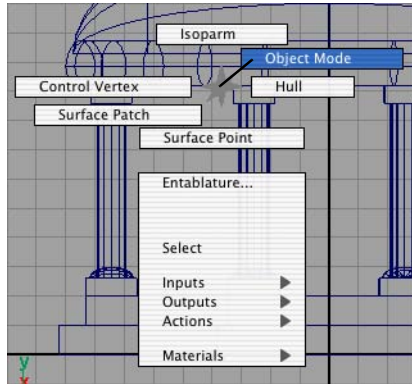 Isoparm
Object Mode
Control Vertex
Hull
Surface Patch
Surface Point
Entablature...
Select
Inputs
Outputs
Actions
Materials
y
x